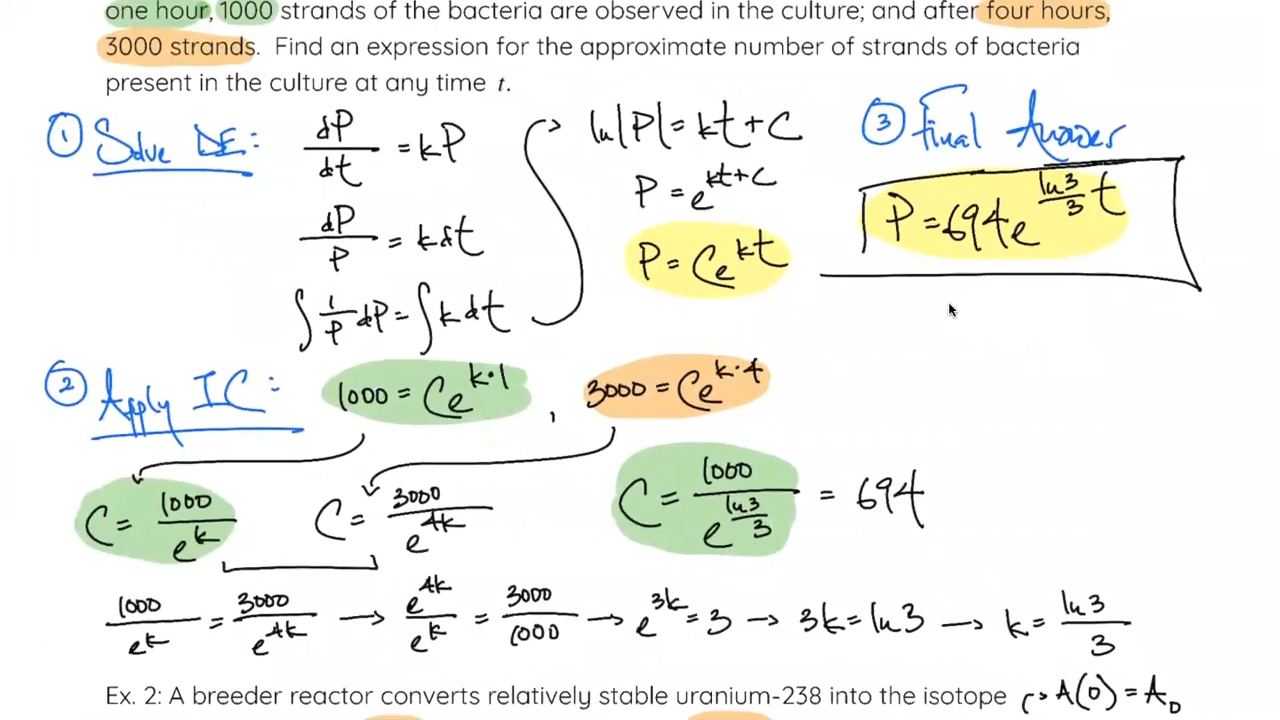 one hour, 1000 strands of the bacteria are observed in the culture; and after four hours,
3000 strands. Find an expression for the approximate number of strands of bacteria
present in the culture at any time t.
① Solve DE:
dP/dt = kP
dP/P = kdt
∫ 1/P dP = ∫ k dt
ln|P| = kt + C
P = e^{kt+C}
P = Ce^{kt}
③ Final Answer
P = 694e^{(ln3/3)t}
② Apply IC:
1000 = Ce^{k·1} , 3000 = Ce^{k·4}
C = 1000/e^k
C = 3000/e^{4k}
C = 1000/e^{ln3/3} = 694
1000/e^k = 3000/e^{4k} → e^{4k}/e^k = 3000/1000 → e^{3k} = 3 → 3k = ln3 → k = ln3/3
Ex. 2: A breeder reactor converts relatively stable uranium-238 into the isotope
↪ A(0) = A₀